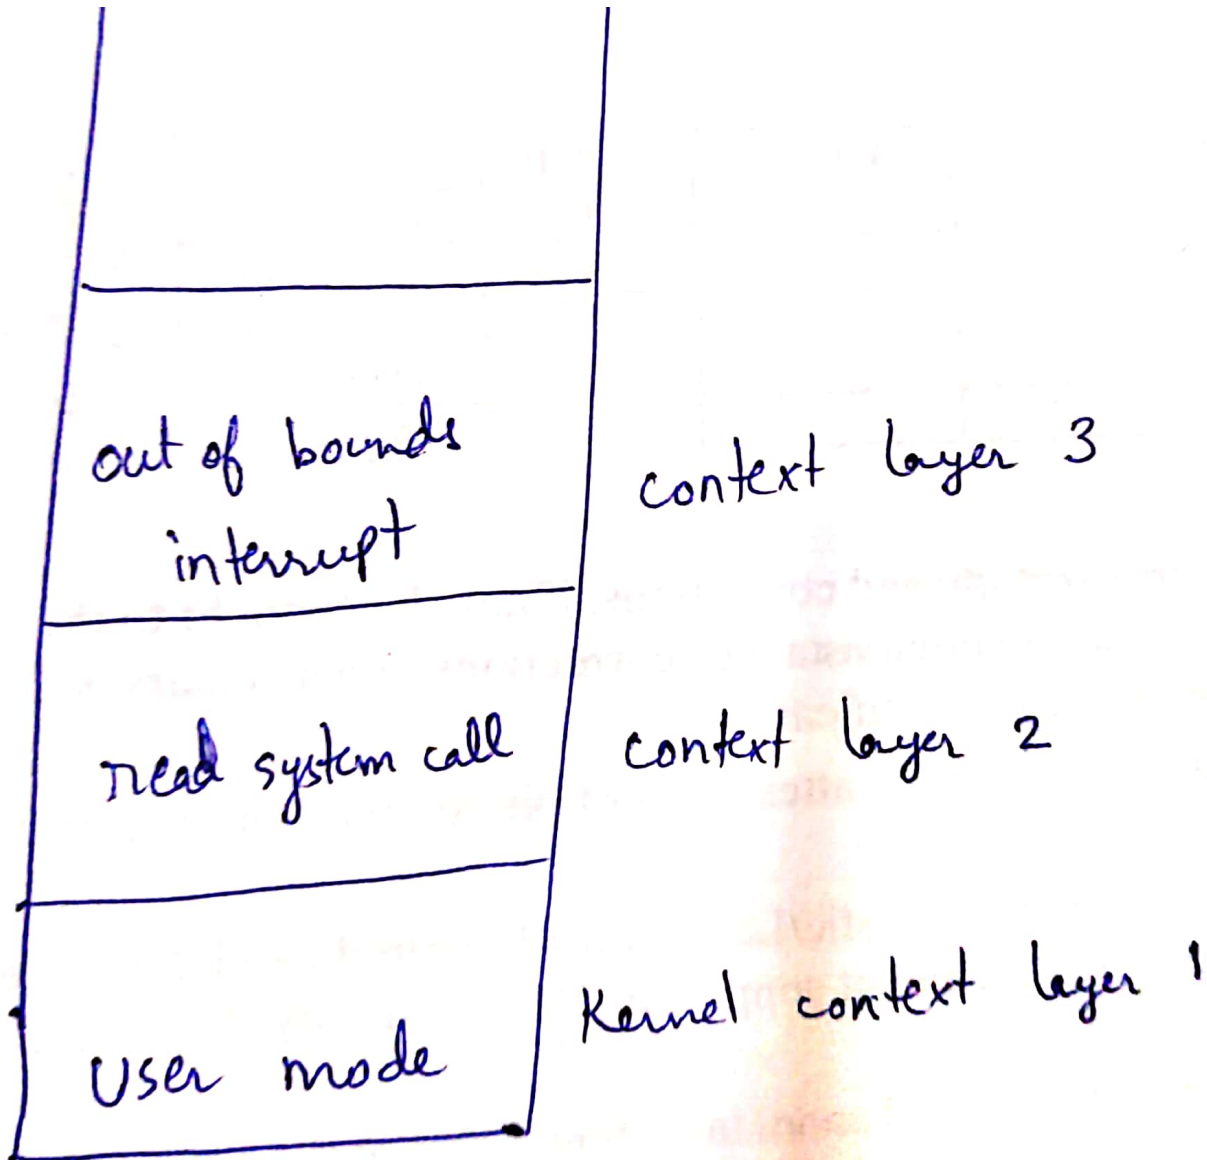 out of bounds
interrupt
context layer 3
read system call
context layer 2
Kernel context layer 1
User mode